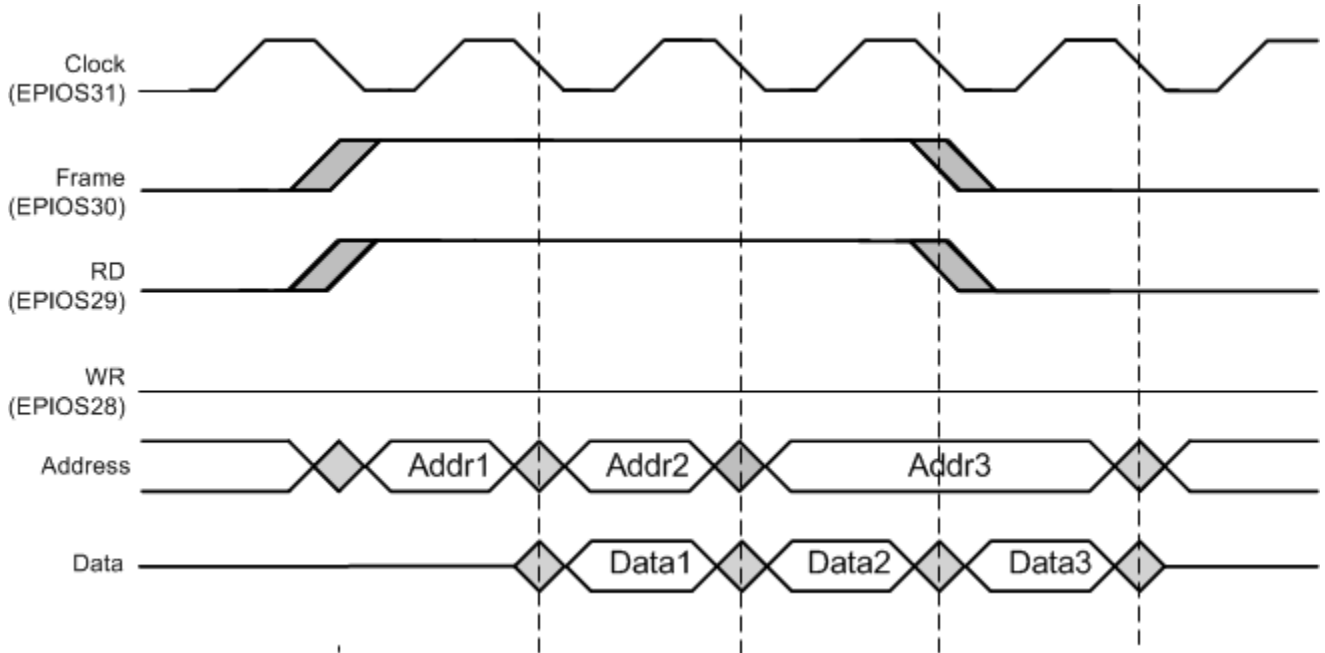 Clock
(EPIOS31)
Frame
(EPIOS30)
RD
(EPIOS29)
WR
(EPIOS28)
Address
Addr1
Addr2
Addr3
Data
Data1
Data2
Data3